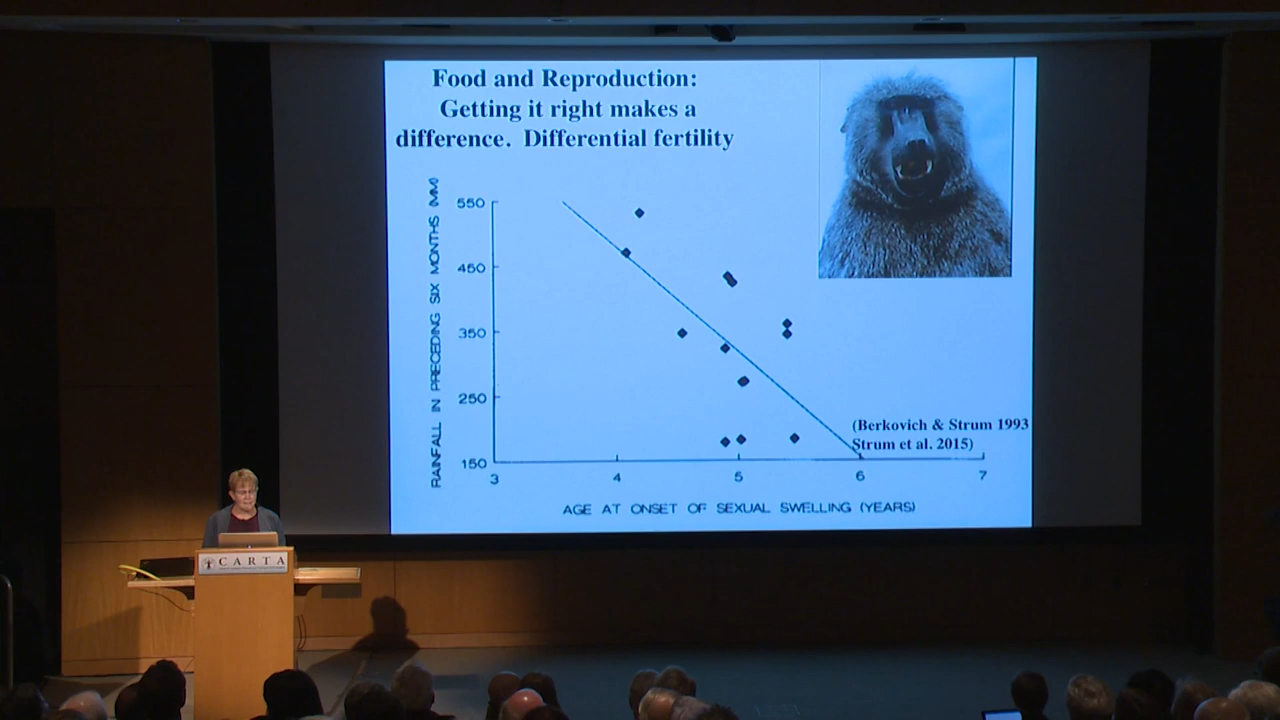 Food and Reproduction:
Getting it right makes a
difference. Differential fertility
RAINFALL IN PRECEDING SIX MONTHS (MM)
550
450
350
250
150
3 4 5 6 7
AGE AT ONSET OF SEXUAL SWELLING (YEARS)
(Berkovich & Strum 1993
Strum et al. 2015)
CARTA